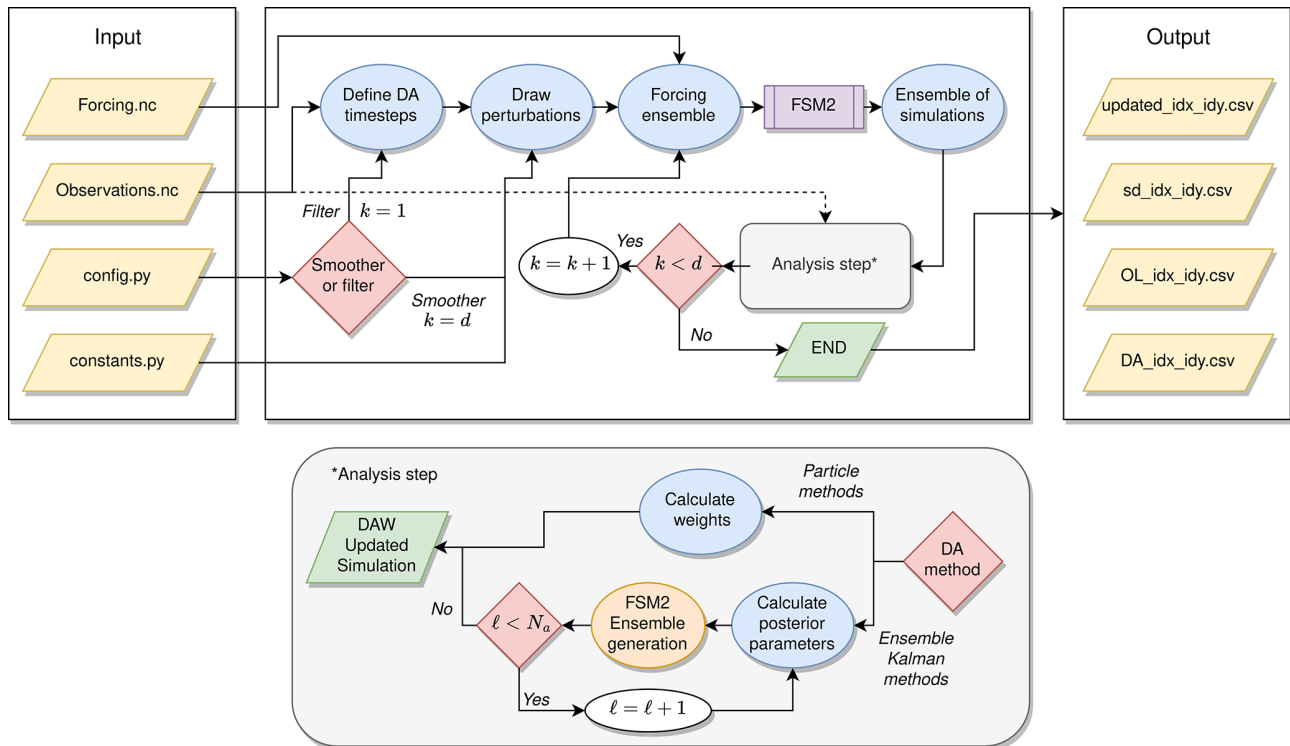 Input
Forcing.nc
Observations.nc
config.py
constants.py
Define DA
timesteps
Draw
perturbations
Forcing
ensemble
FSM2
Ensemble of
simulations
Filter k = 1
Smoother
or filter
Smoother
k = d
k = k + 1
Yes
k < d
Analysis step*
No
END
Output
updated_idx_idy.csv
sd_idx_idy.csv
OL_idx_idy.csv
DA_idx_idy.csv
*Analysis step
Particle
methods
Calculate
weights
DAW
Updated
Simulation
DA
method
No
ℓ < Nₐ
FSM2
Ensemble
generation
Calculate
posterior
parameters
Ensemble
Kalman
methods
Yes
ℓ = ℓ + 1